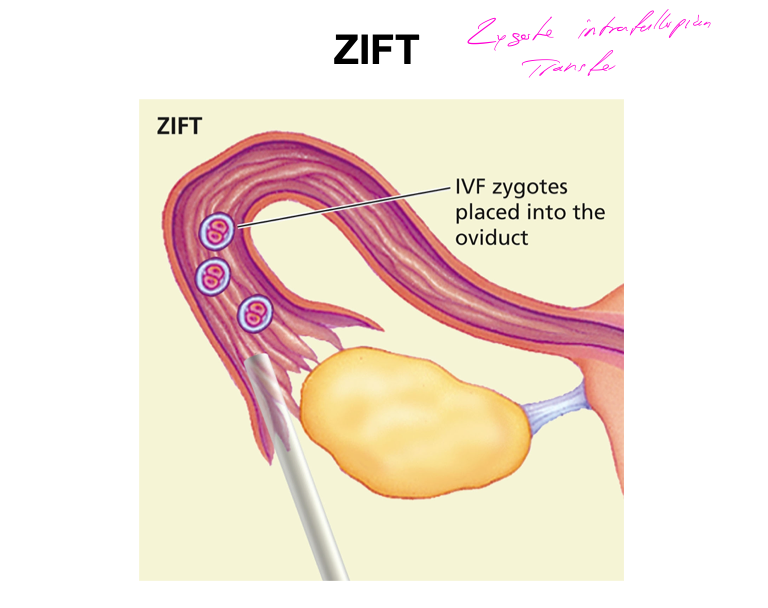 ZIFT
Zygote intrafallopian
Transfer
ZIFT
IVF zygotes
placed into the
oviduct